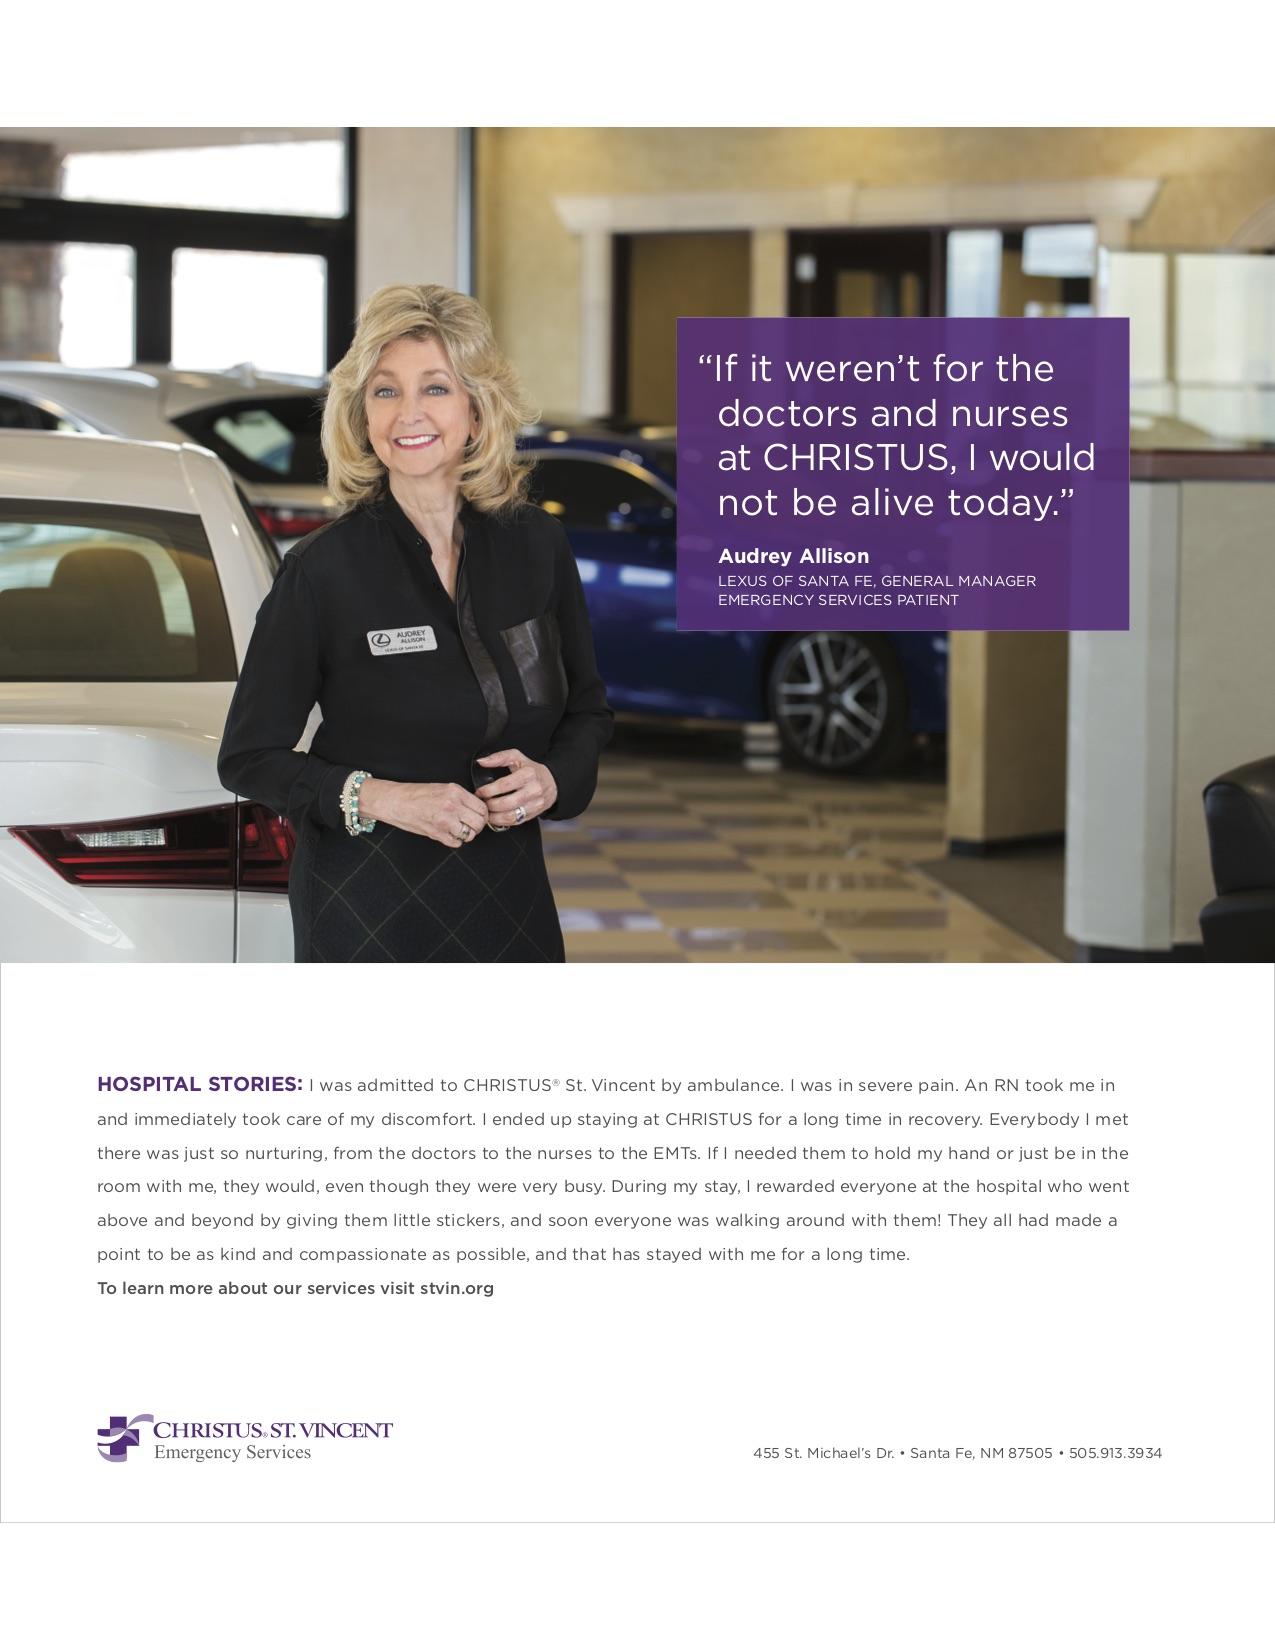 “If it weren’t for the
doctors and nurses
at CHRISTUS, I would
not be alive today.”
Audrey Allison
LEXUS OF SANTA FE, GENERAL MANAGER
EMERGENCY SERVICES PATIENT
AUDREY
ALLISON
LEXUS OF SANTA FE
HOSPITAL STORIES: I was admitted to CHRISTUS® St. Vincent by ambulance. I was in severe pain. An RN took me in
and immediately took care of my discomfort. I ended up staying at CHRISTUS for a long time in recovery. Everybody I met
there was just so nurturing, from the doctors to the nurses to the EMTs. If I needed them to hold my hand or just be in the
room with me, they would, even though they were very busy. During my stay, I rewarded everyone at the hospital who went
above and beyond by giving them little stickers, and soon everyone was walking around with them! They all had made a
point to be as kind and compassionate as possible, and that has stayed with me for a long time.
To learn more about our services visit stvin.org
CHRISTUS® ST. VINCENT
Emergency Services
455 St. Michael’s Dr. • Santa Fe, NM 87505 • 505.913.3934